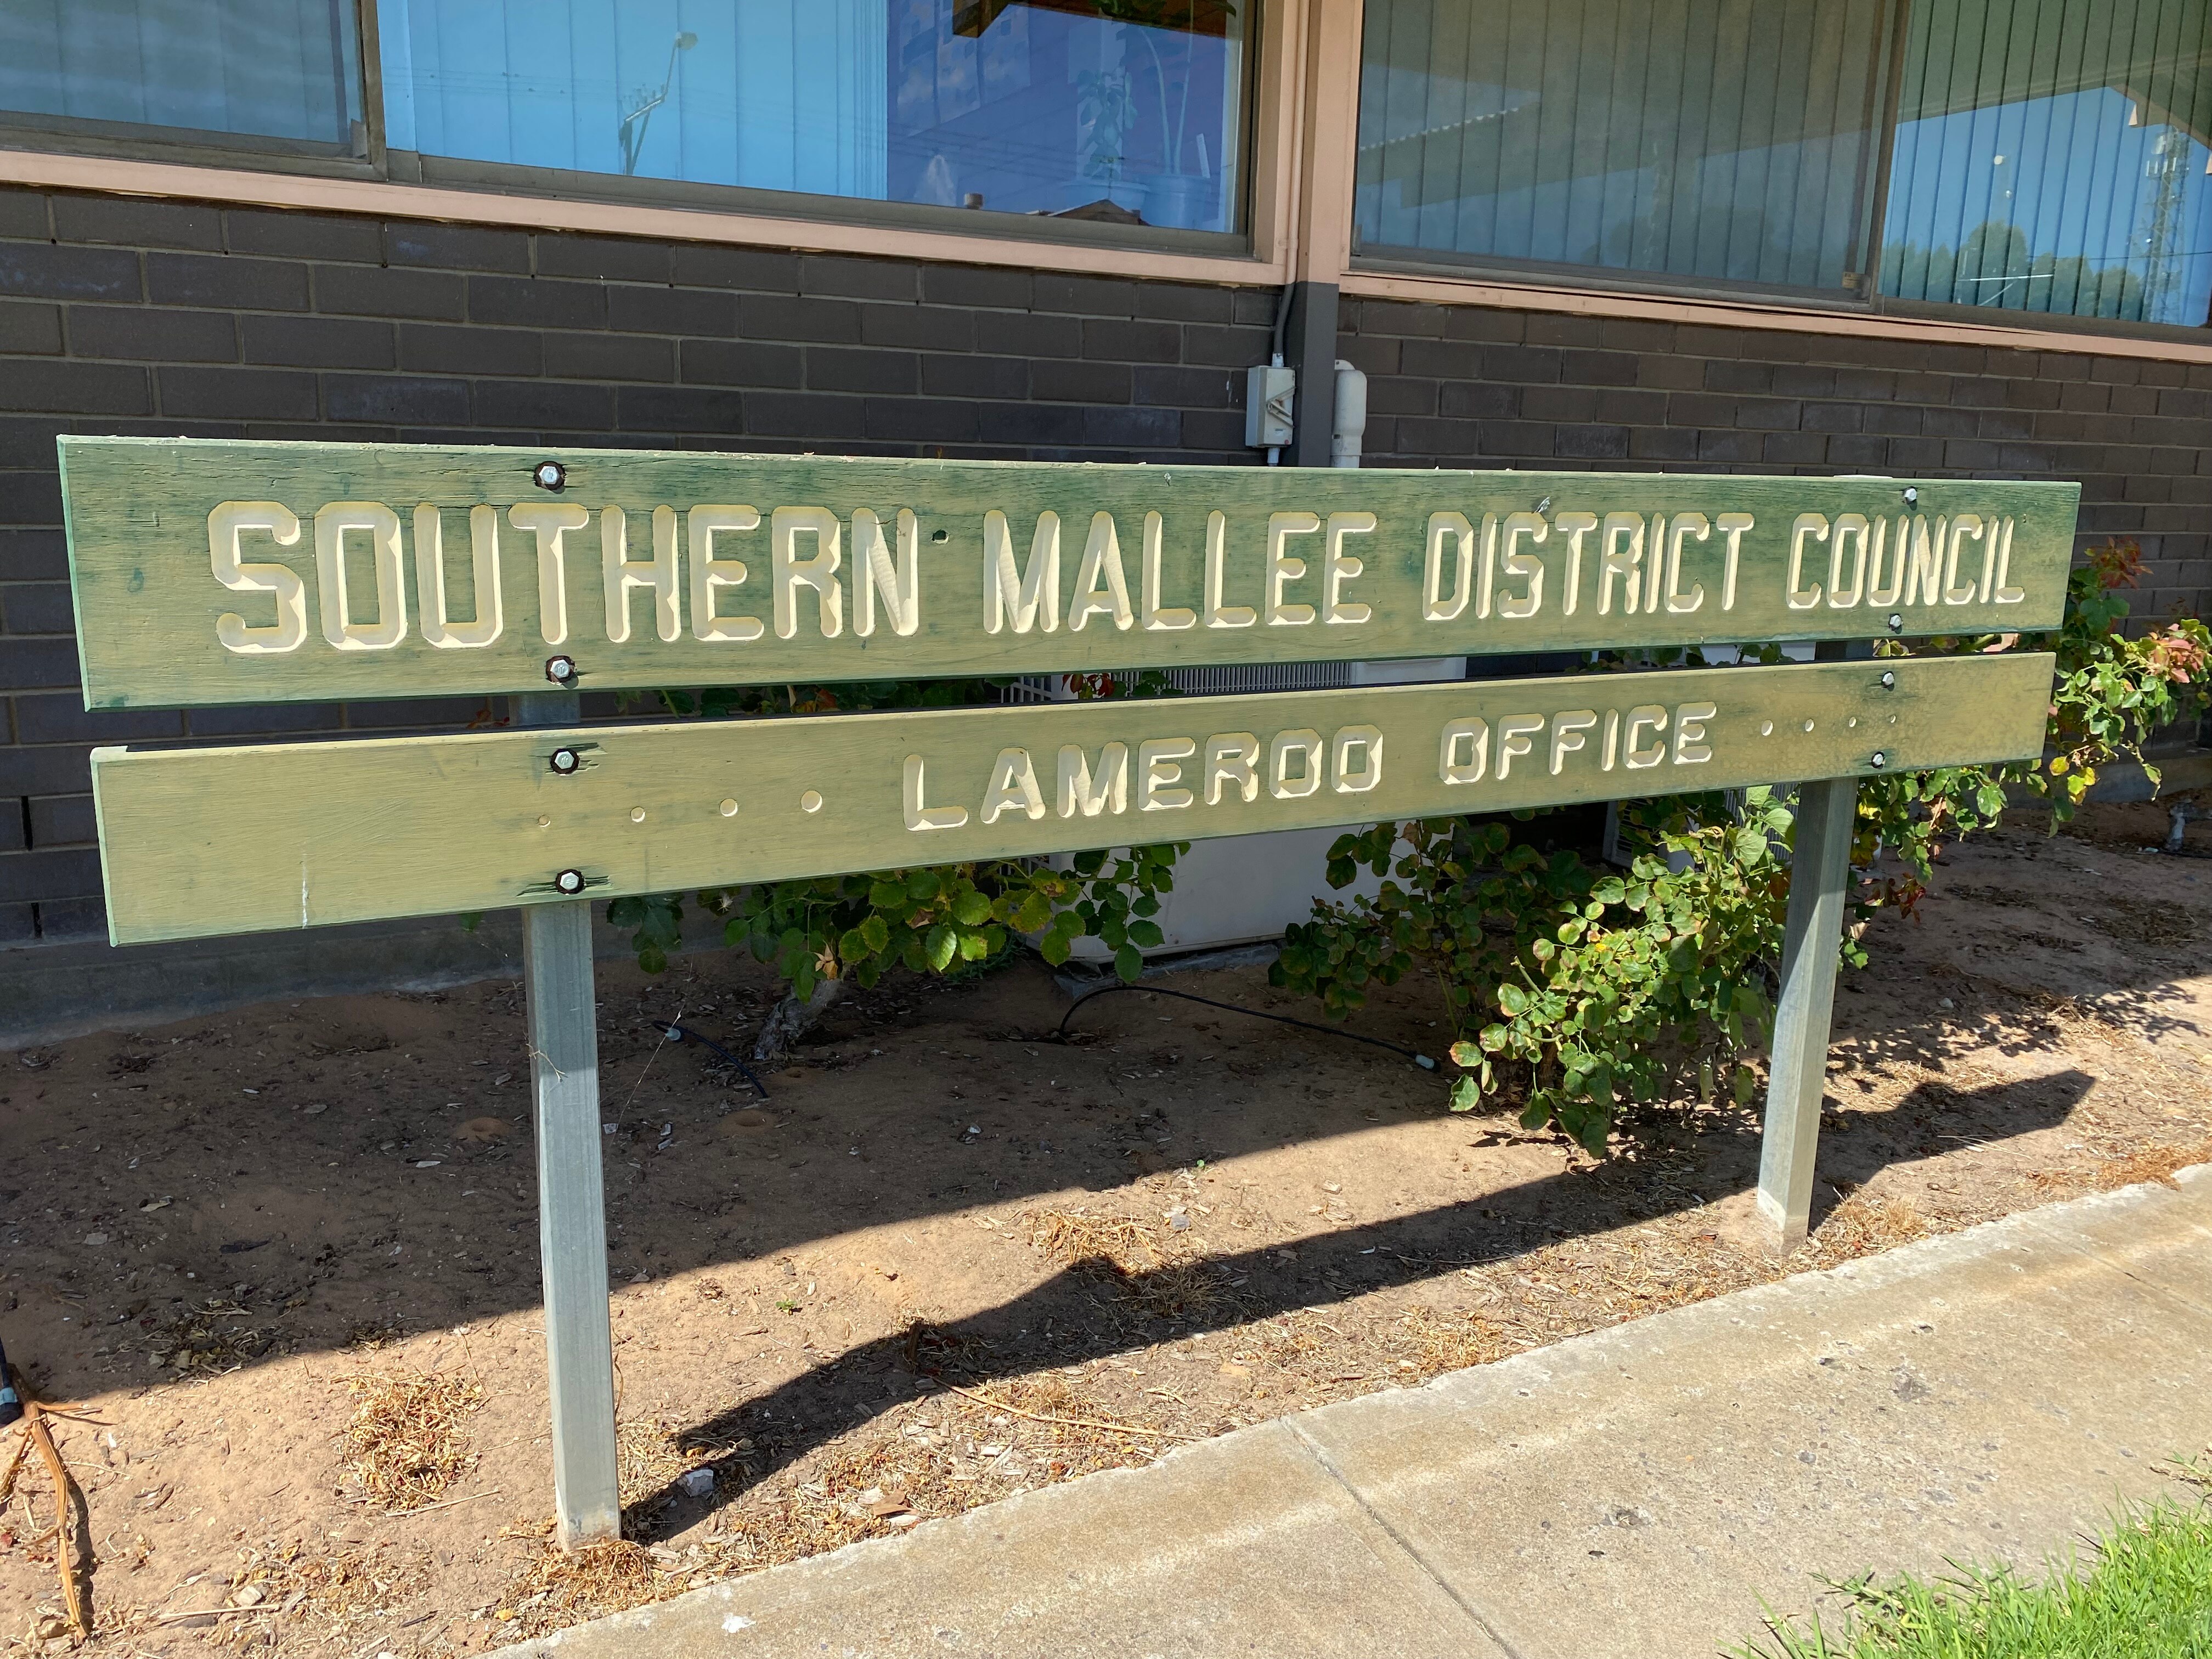 SOUTHERN MALLEE DISTRICT COUNCIL
.... LAMEROO OFFICE ....